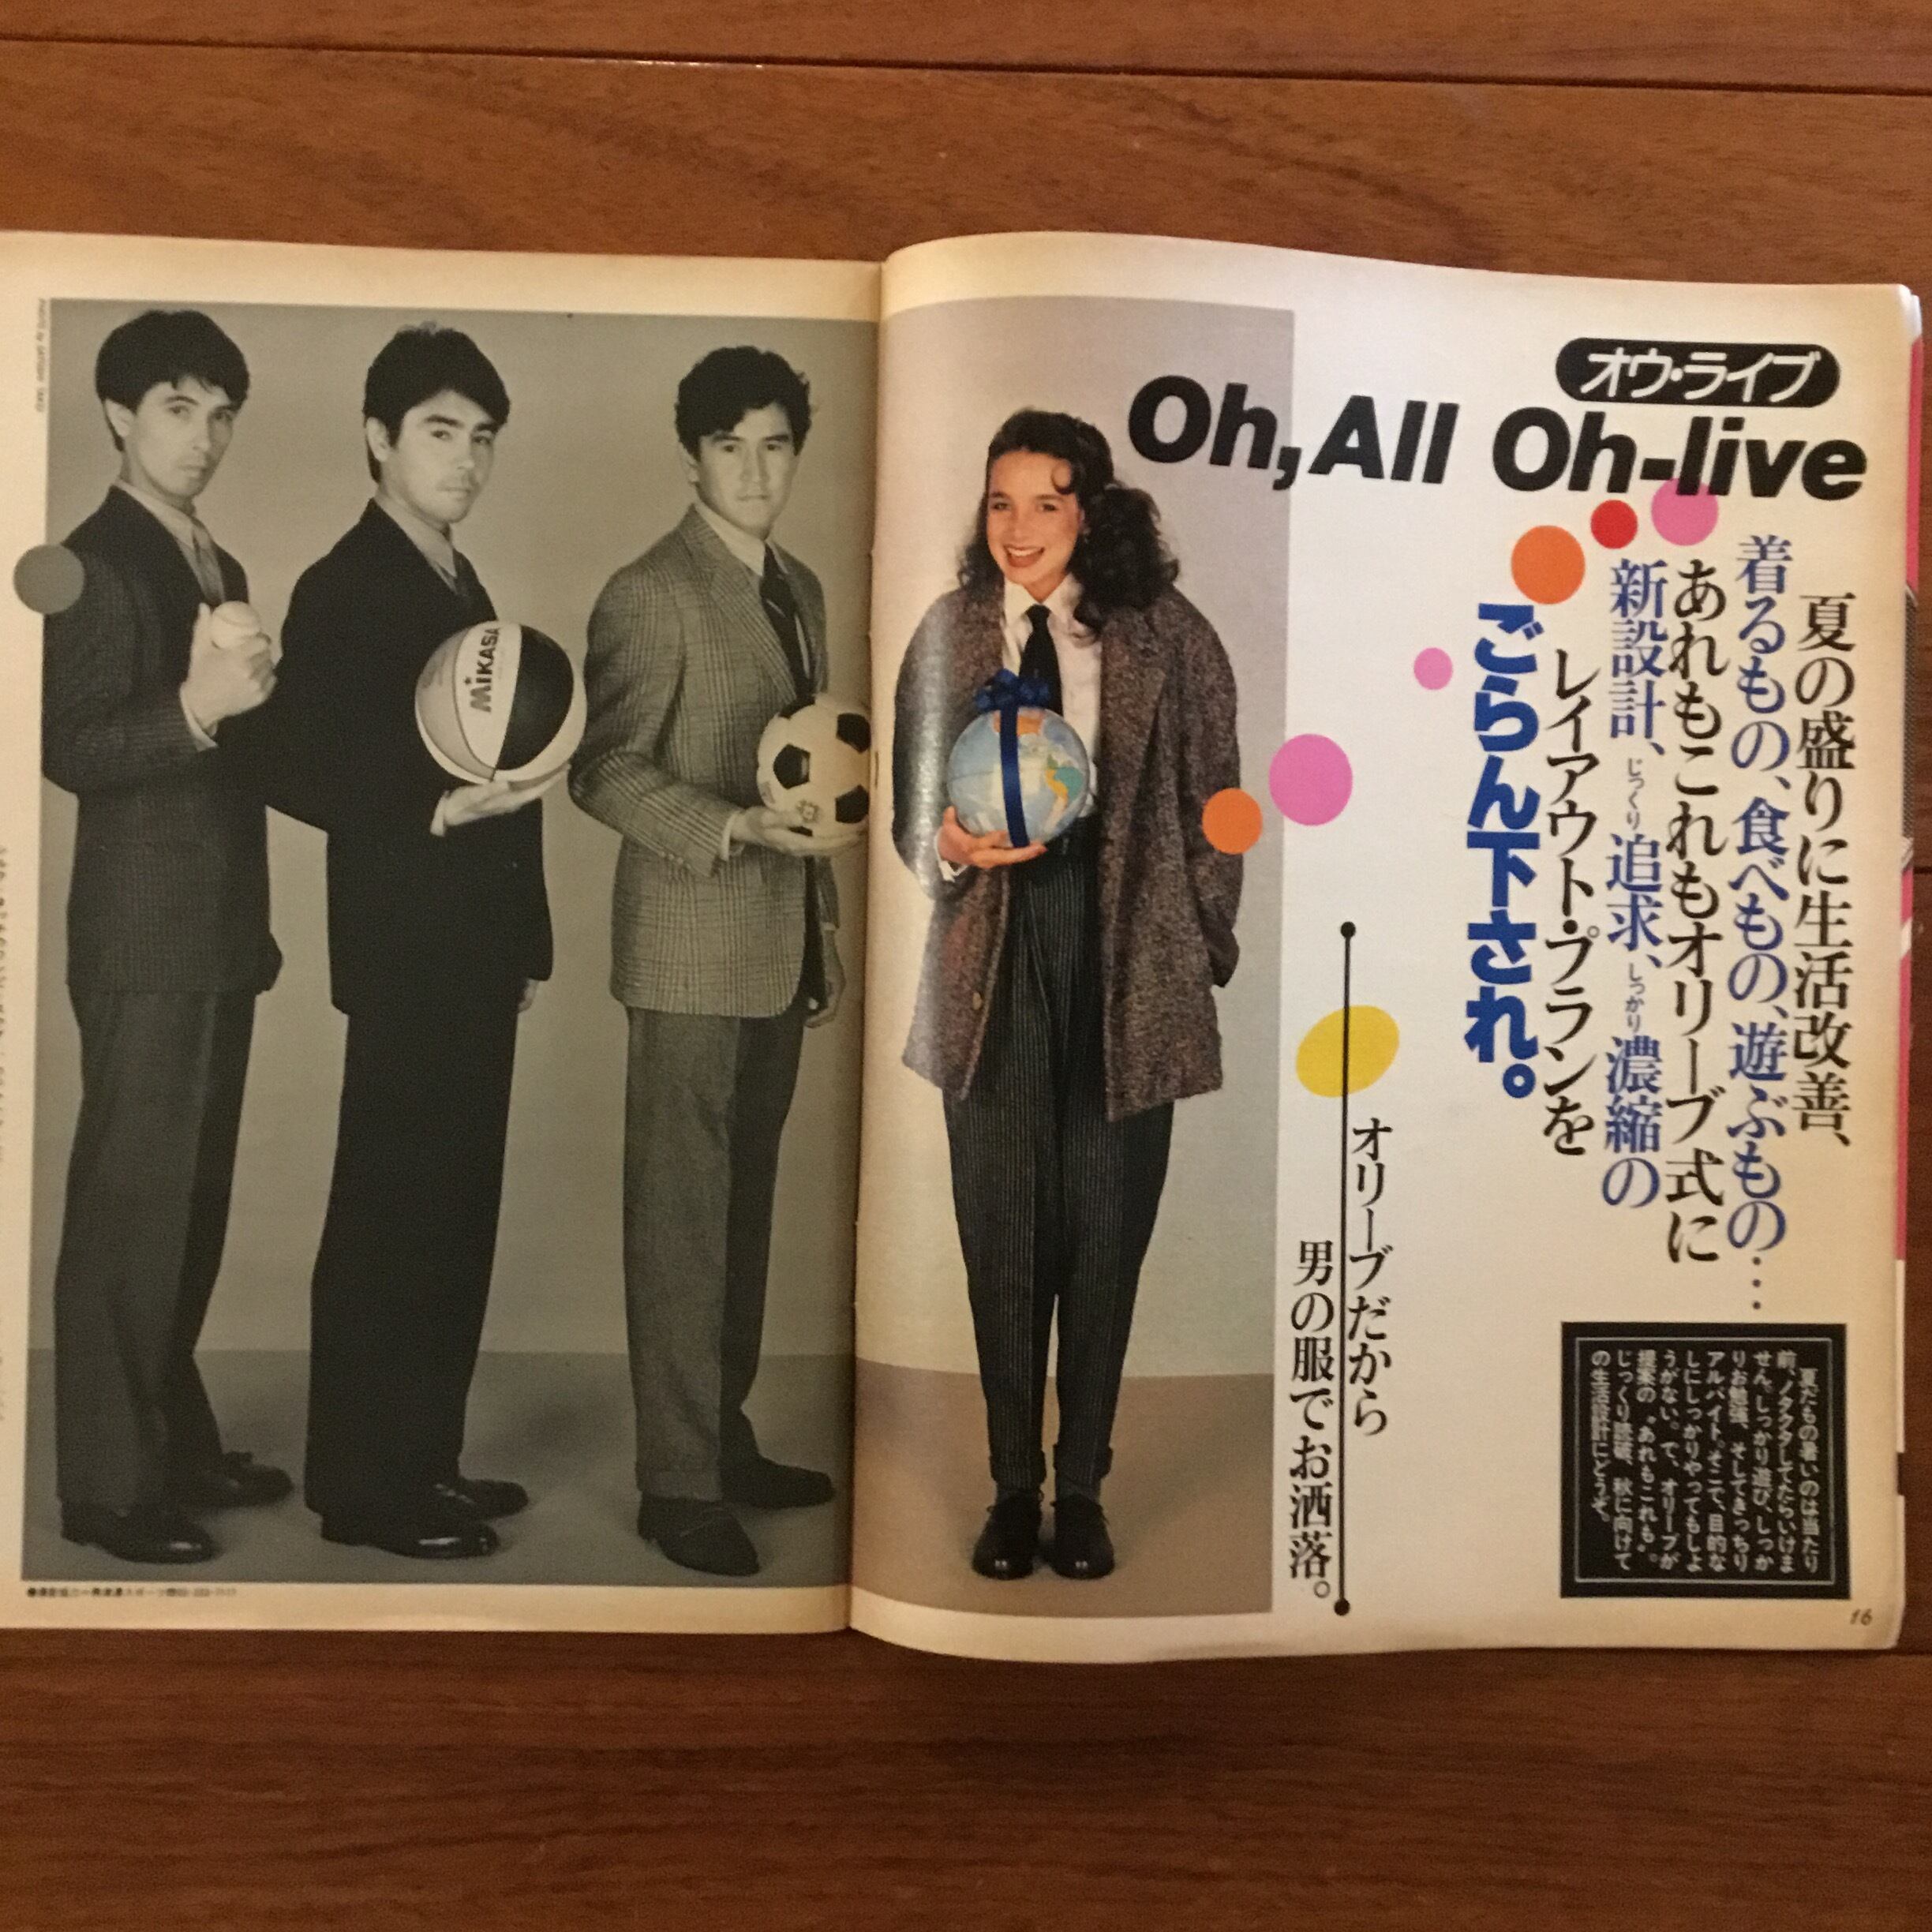 オウ・ライブ
Oh, All Oh-live
夏の盛りに生活改善、
着るもの、食べもの、遊ぶもの…
あれもこれもオリーブ式に
新設計、じっくり追求、しっかり濃縮の
レイアウト・プランを
ごらん下され。
オリーブだから
男の服でお洒落。
夏だもの暑いのは当たり
前、ノタクタしてたらいけま
せん。しっかり遊び、しっか
りお勉強、そしてきっちり
アルバイト。そこで、目的な
しにしっかりやってもしよ
うがない。で、オリーブが
提案の“あれもこれも”。
じっくり読破、秋に向けて
の生活設計にどうぞ。
16
MIKASA